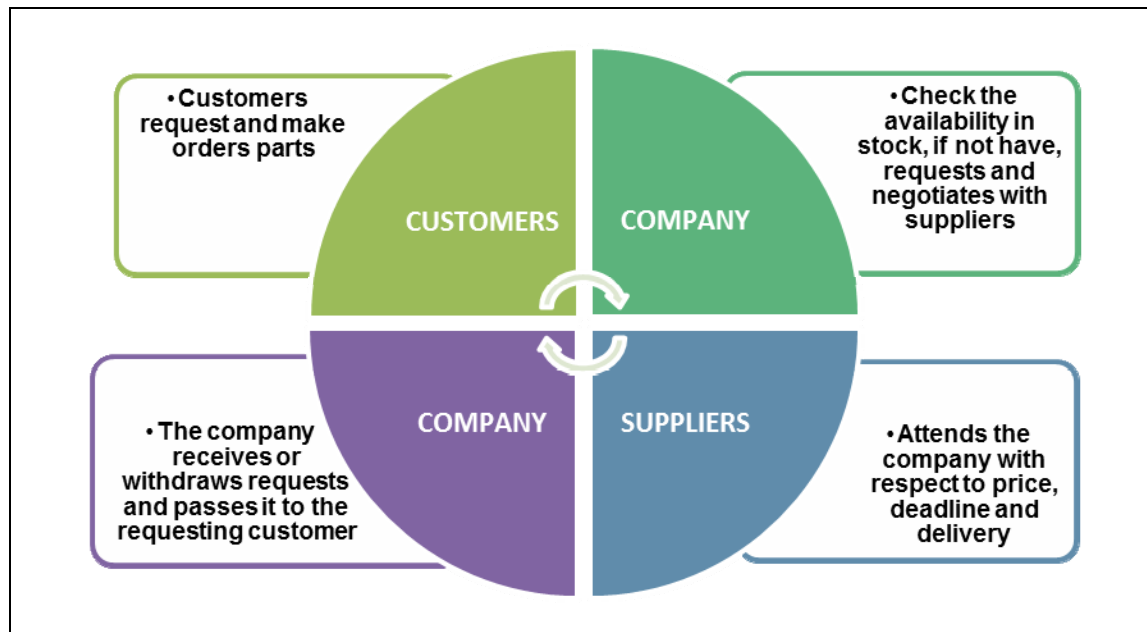 • Customers
request and make
orders parts
CUSTOMERS
COMPANY
• Check the
availability in
stock, if not have,
requests and
negotiates with
suppliers
• The company
receives or
withdraws requests
and passes it to the
requesting customer
COMPANY
SUPPLIERS
• Attends the
company with
respect to price,
deadline and
delivery